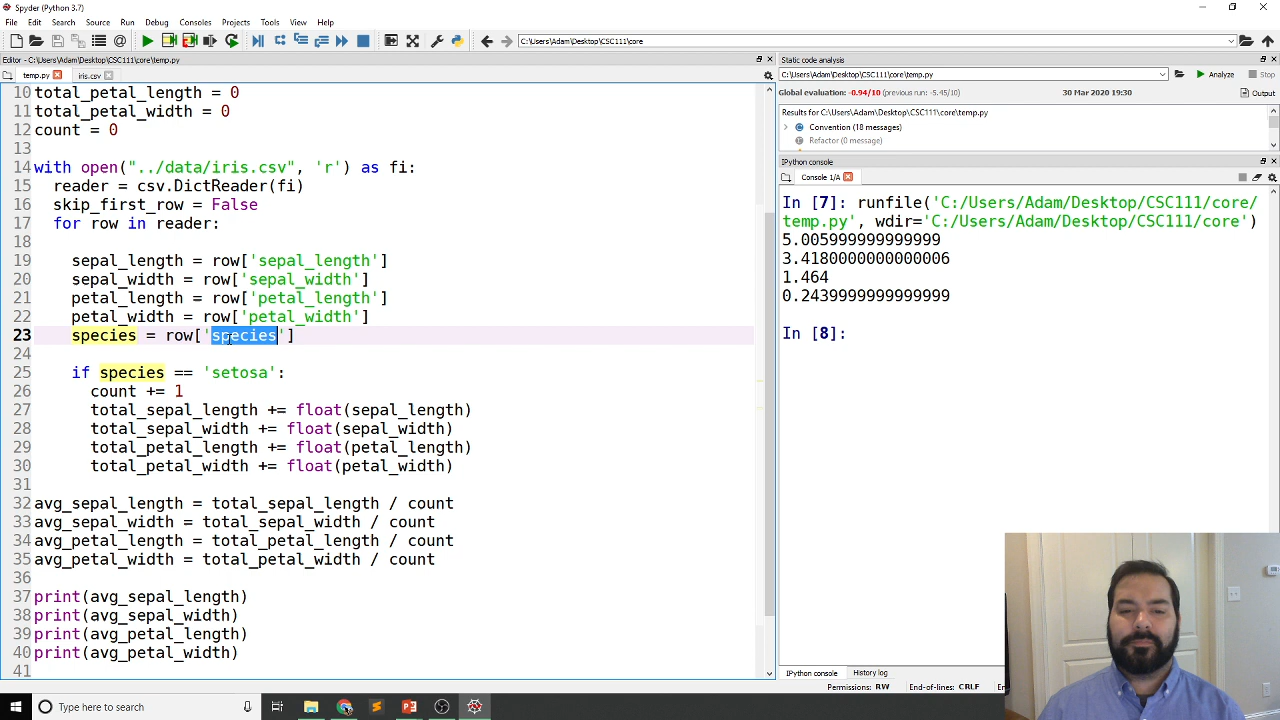 Spyder (Python 3.7)
File Edit Search Source Run Debug Consoles Projects Tools View Help
C:\Users\Adam\Desktop\CSC111\core
Editor - C:\Users\Adam\Desktop\CSC111\core\temp.py
temp.py iris.csv
10 total_petal_length = 0
11 total_petal_width = 0
12 count = 0
13
14 with open("../data/iris.csv", 'r') as fi:
15 reader = csv.DictReader(fi)
16 skip_first_row = False
17 for row in reader:
18
19 sepal_length = row['sepal_length']
20 sepal_width = row['sepal_width']
21 petal_length = row['petal_length']
22 petal_width = row['petal_width']
23 species = row['species']
24
25 if species == 'setosa':
26 count += 1
27 total_sepal_length += float(sepal_length)
28 total_sepal_width += float(sepal_width)
29 total_petal_length += float(petal_length)
30 total_petal_width += float(petal_width)
31
32 avg_sepal_length = total_sepal_length / count
33 avg_sepal_width = total_sepal_width / count
34 avg_petal_length = total_petal_length / count
35 avg_petal_width = total_petal_width / count
36
37 print(avg_sepal_length)
38 print(avg_sepal_width)
39 print(avg_petal_length)
40 print(avg_petal_width)
41
Static code analysis
C:\Users\Adam\Desktop\CSC111\core\temp.py Analyze Stop
Global evaluation: -0.94/10 (previous run: -5.45/10) 30 Mar 2020 19:30 Output
Results for C:\Users\Adam\Desktop\CSC111\core\temp.py
Convention (18 messages)
Refactor (0 message)
IPython console
Console 1/A
In [7]: runfile('C:/Users/Adam/Desktop/CSC111/core/
temp.py', wdir='C:/Users/Adam/Desktop/CSC111/core')
5.005999999999999
3.4180000000000006
1.464
0.2439999999999999
In [8]:
IPython console History log
Permissions: RW End-of-lines: CRLF
Type here to search